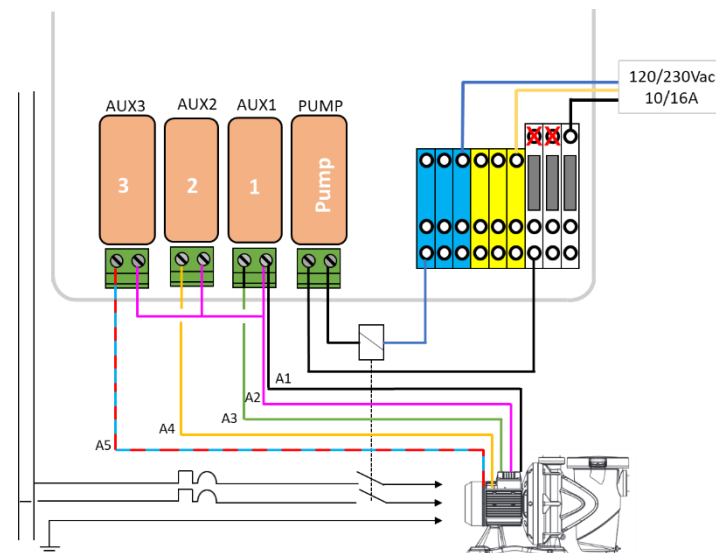 AUX3 AUX2 AUX1 PUMP
120/230Vac
10/16A
3 2 1 Pump
A1
A2
A3
A4
A5